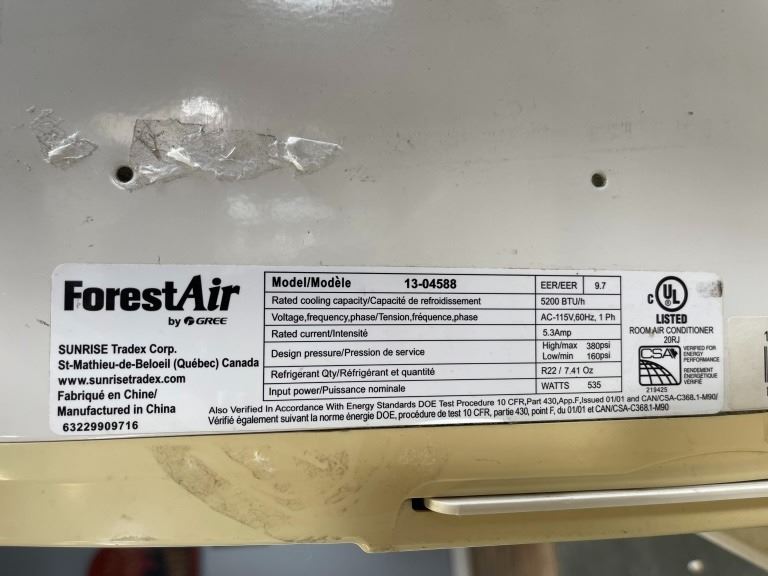 ForestAir
by GREE
SUNRISE Tradex Corp.
St-Mathieu-de-Beloeil (Québec) Canada
www.sunrisetradex.com
Fabriqué en Chine/
Manufactured in China
63229909716
Model/Modèle 13-04588 EER/EER 9.7
Rated cooling capacity/Capacité de refroidissement 5200 BTU/h
Voltage,frequency,phase/Tension,fréquence,phase AC-115V,60Hz, 1 Ph
Rated current/Intensité 5.3Amp
Design pressure/Pression de service High/max 380psi
Low/min 160psi
Refrigerant Qty/Réfrigérant et quantité R22 / 7.41 Oz
Input power/Puissance nominale WATTS 535
Also Verified In Accordance With Energy Standards DOE Test Procedure 10 CFR,Part 430,App.F,Issued 01/01 and CAN/CSA-C368.1-M90/
Vérifié également suivant la norme énergie DOE, procédure de test 10 CFR, partie 430, point F, du 01/01 et CAN/CSA-C368.1-M90
C UL
LISTED
ROOM AIR CONDITIONER
20RJ
CSA
VERIFIED FOR
ENERGY
PERFORMANCE
RENDEMENT
ÉNERGÉTIQUE
VÉRIFIÉ
219425